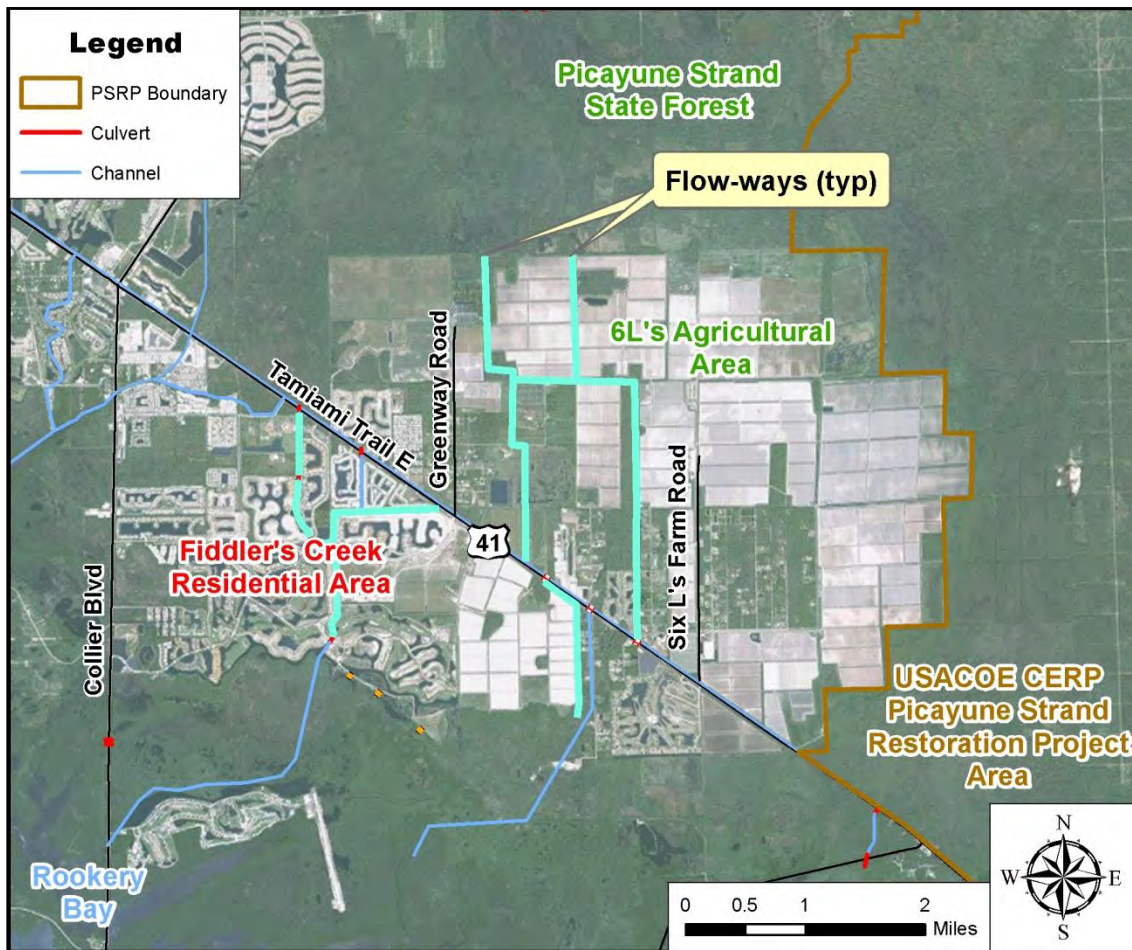 Legend
PSRP Boundary
Culvert
Channel
Picayune Strand
State Forest
Flow-ways (typ)
6L's Agricultural
Area
Greenway Road
Tamiami Trail E
41
Six L's Farm Road
Fiddler's Creek
Residential Area
Collier Blvd
USACOE CERP
Picayune Strand
Restoration Project
Area
Rookery
Bay
0 0.5 1 2
Miles
N
W E
S